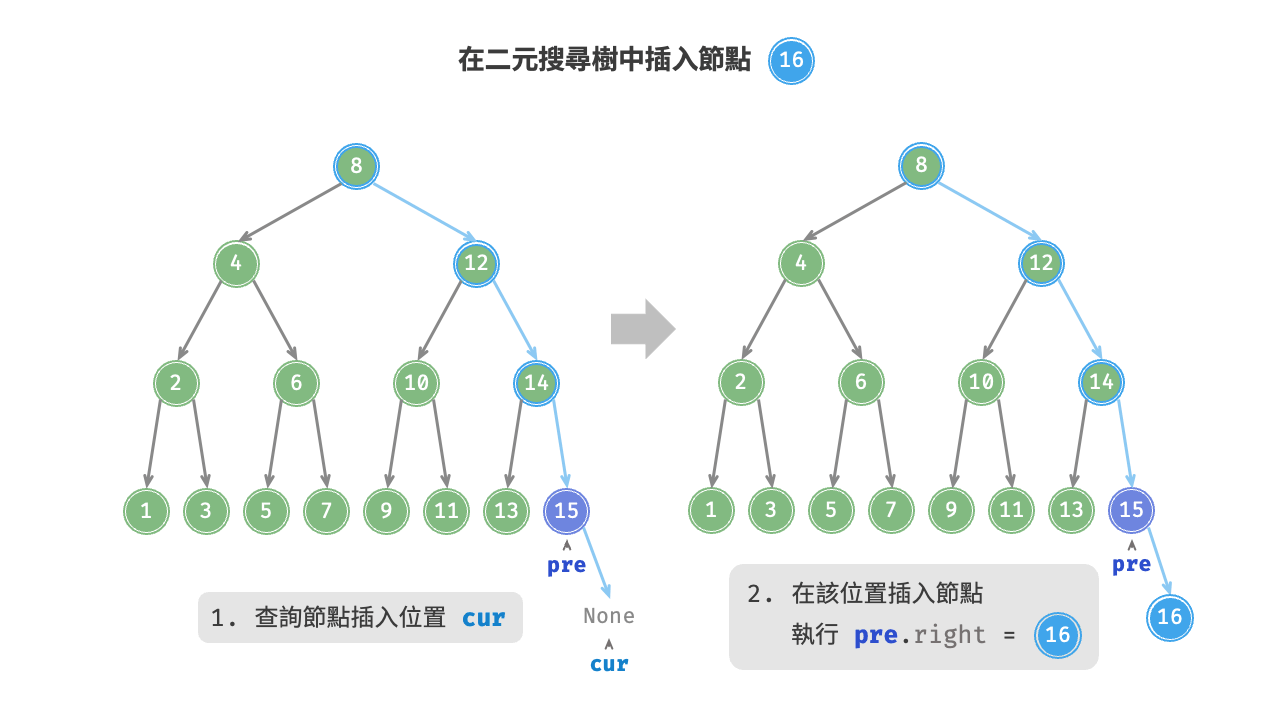 在二元搜尋樹中插入節點 16
8
4 12
2 6 10 14
1 3 5 7 9 11 13 15
pre
None
cur
1. 查詢節點插入位置 cur
8
4 12
2 6 10 14
1 3 5 7 9 11 13 15
pre
16
2. 在該位置插入節點
執行 pre.right = 16